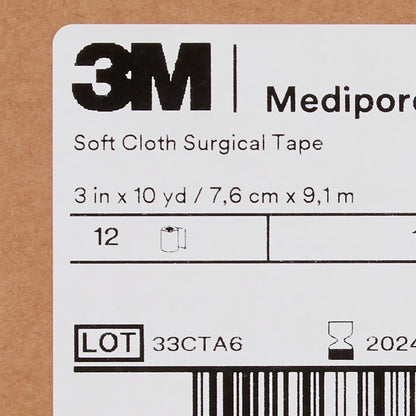 3M | Medipore
Soft Cloth Surgical Tape
3 in x 10 yd / 7,6 cm x 9,1 m
12
LOT 33CTA6 2024